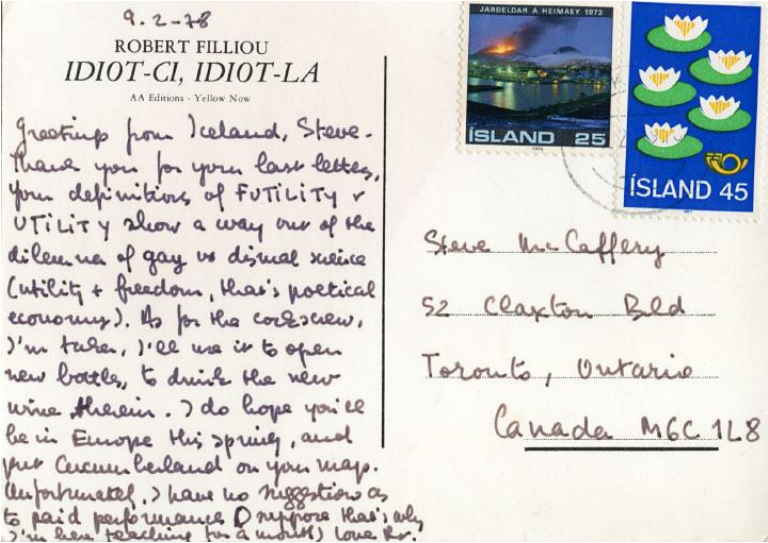 9.2-78
ROBERT FILLIOU
IDIOT-CI, IDIOT-LA
AA Editions - Yellow Now
Greetings from Iceland, Steve-
Thank you for your last letter,
Your definitions of FUTILITY &
UTILITY show a way out of the
dilemma of gay vs dismal science
(utility + freedom, that's poetical
economy). As for the corkscrew,
I'm taken, I'll use it to open
new bottles, to drink the new
wine therein. I do hope you'll
be in Europe this spring, and
put Cucumberland on your map.
Unfortunately, I have no suggestion as
to paid performance (I suppose that's why
I'm here teaching for a month) Love
JARÐELDAR Á HEIMAEY 1973
ÍSLAND 25
ÍSLAND 45
Steve McCaffery
52 Claxton Bld
Toronto, Ontario
Canada M6C 1L8